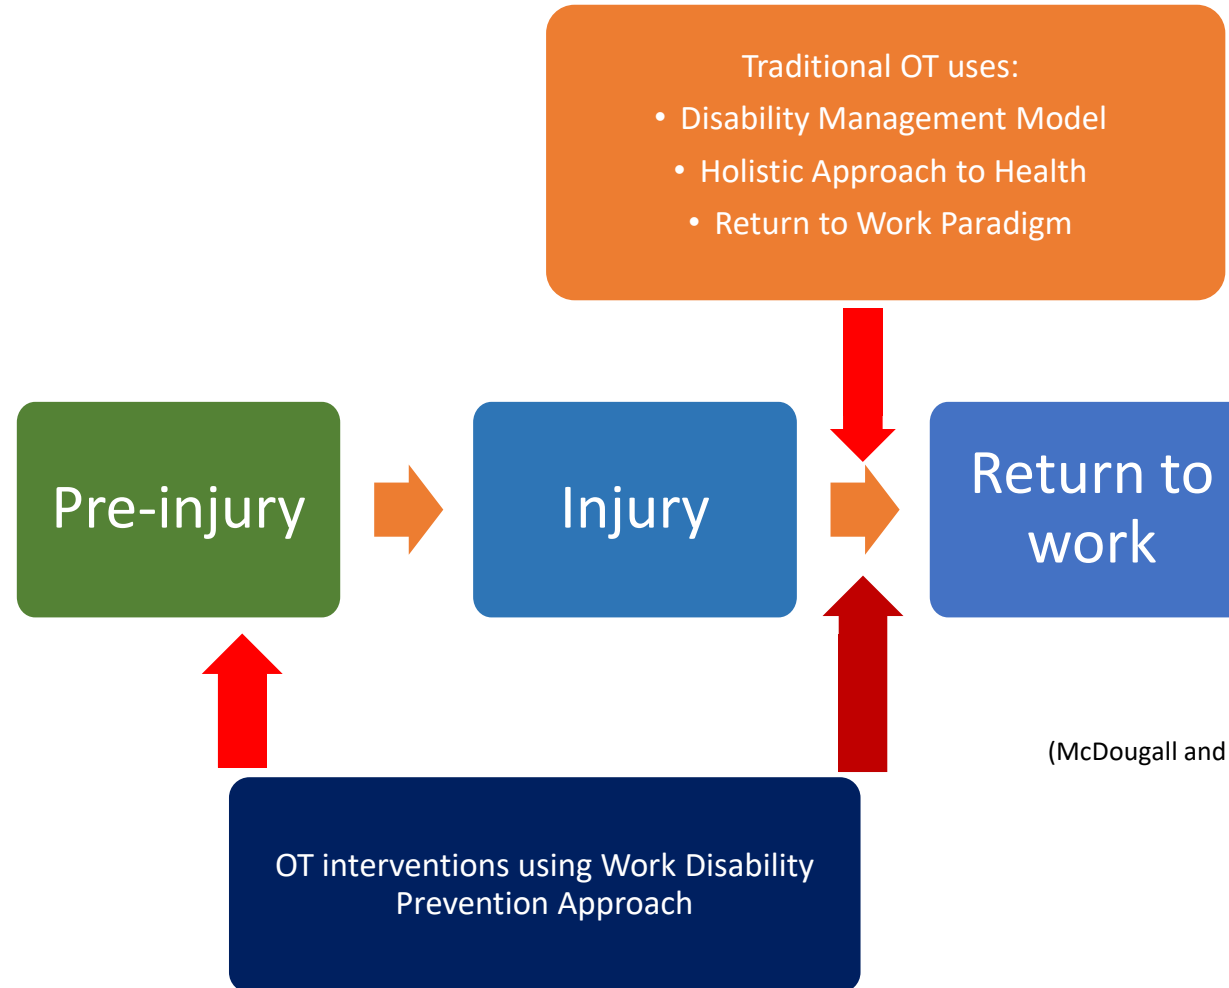 Traditional OT uses:
• Disability Management Model
• Holistic Approach to Health
• Return to Work Paradigm
Pre-injury
Injury
Return to
work
(McDougall and
OT interventions using Work Disability
Prevention Approach